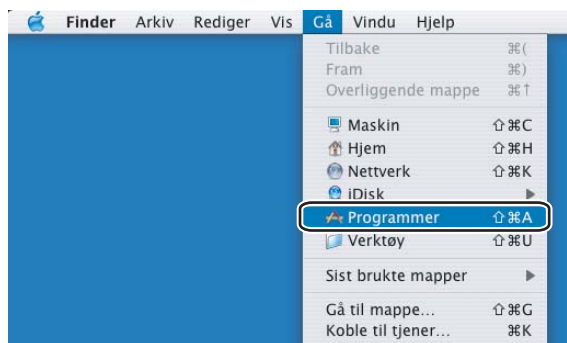 Finder Arkiv Rediger Vis Gå Vindu Hjelp
Tilbake ⌘(
Fram ⌘)
Overliggende mappe ⌘↑
Maskin ⇧⌘C
Hjem ⇧⌘H
Nettverk ⇧⌘K
iDisk ▶
Programmer ⇧⌘A
Verktøy ⇧⌘U
Sist brukte mapper ▶
Gå til mappe... ⇧⌘G
Koble til tjener... ⌘K